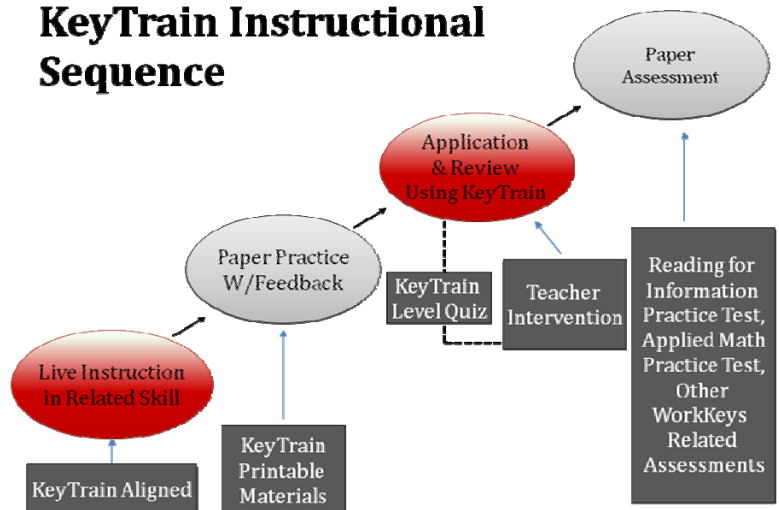 KeyTrain Instructional
Sequence
Paper
Assessment
Application
& Review
Using KeyTrain
Paper Practice
W/Feedback
Live Instruction
in Related Skill
KeyTrain
Level Quiz
Teacher
Intervention
Reading for
Information
Practice Test,
Applied Math
Practice Test,
Other
WorkKeys
Related
Assessments
KeyTrain
Printable
Materials
KeyTrain Aligned